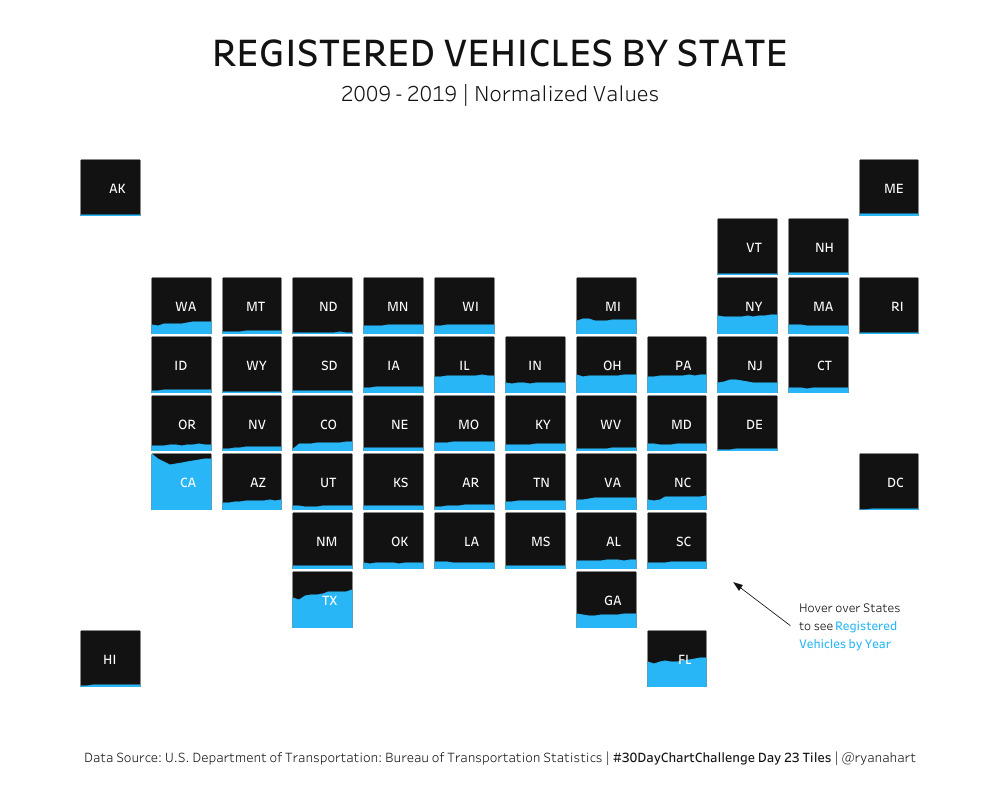 REGISTERED VEHICLES BY STATE
2009 - 2019 | Normalized Values
AK ME
VT NH
WA MT ND MN WI MI NY MA RI
ID WY SD IA IL IN OH PA NJ CT
OR NV CO NE MO KY WV MD DE
CA AZ UT KS AR TN VA NC DC
NM OK LA MS AL SC
TX GA
Hover over States
to see Registered
Vehicles by Year
HI FL
Data Source: U.S. Department of Transportation: Bureau of Transportation Statistics | #30DayChartChallenge Day 23 Tiles | @ryanahart